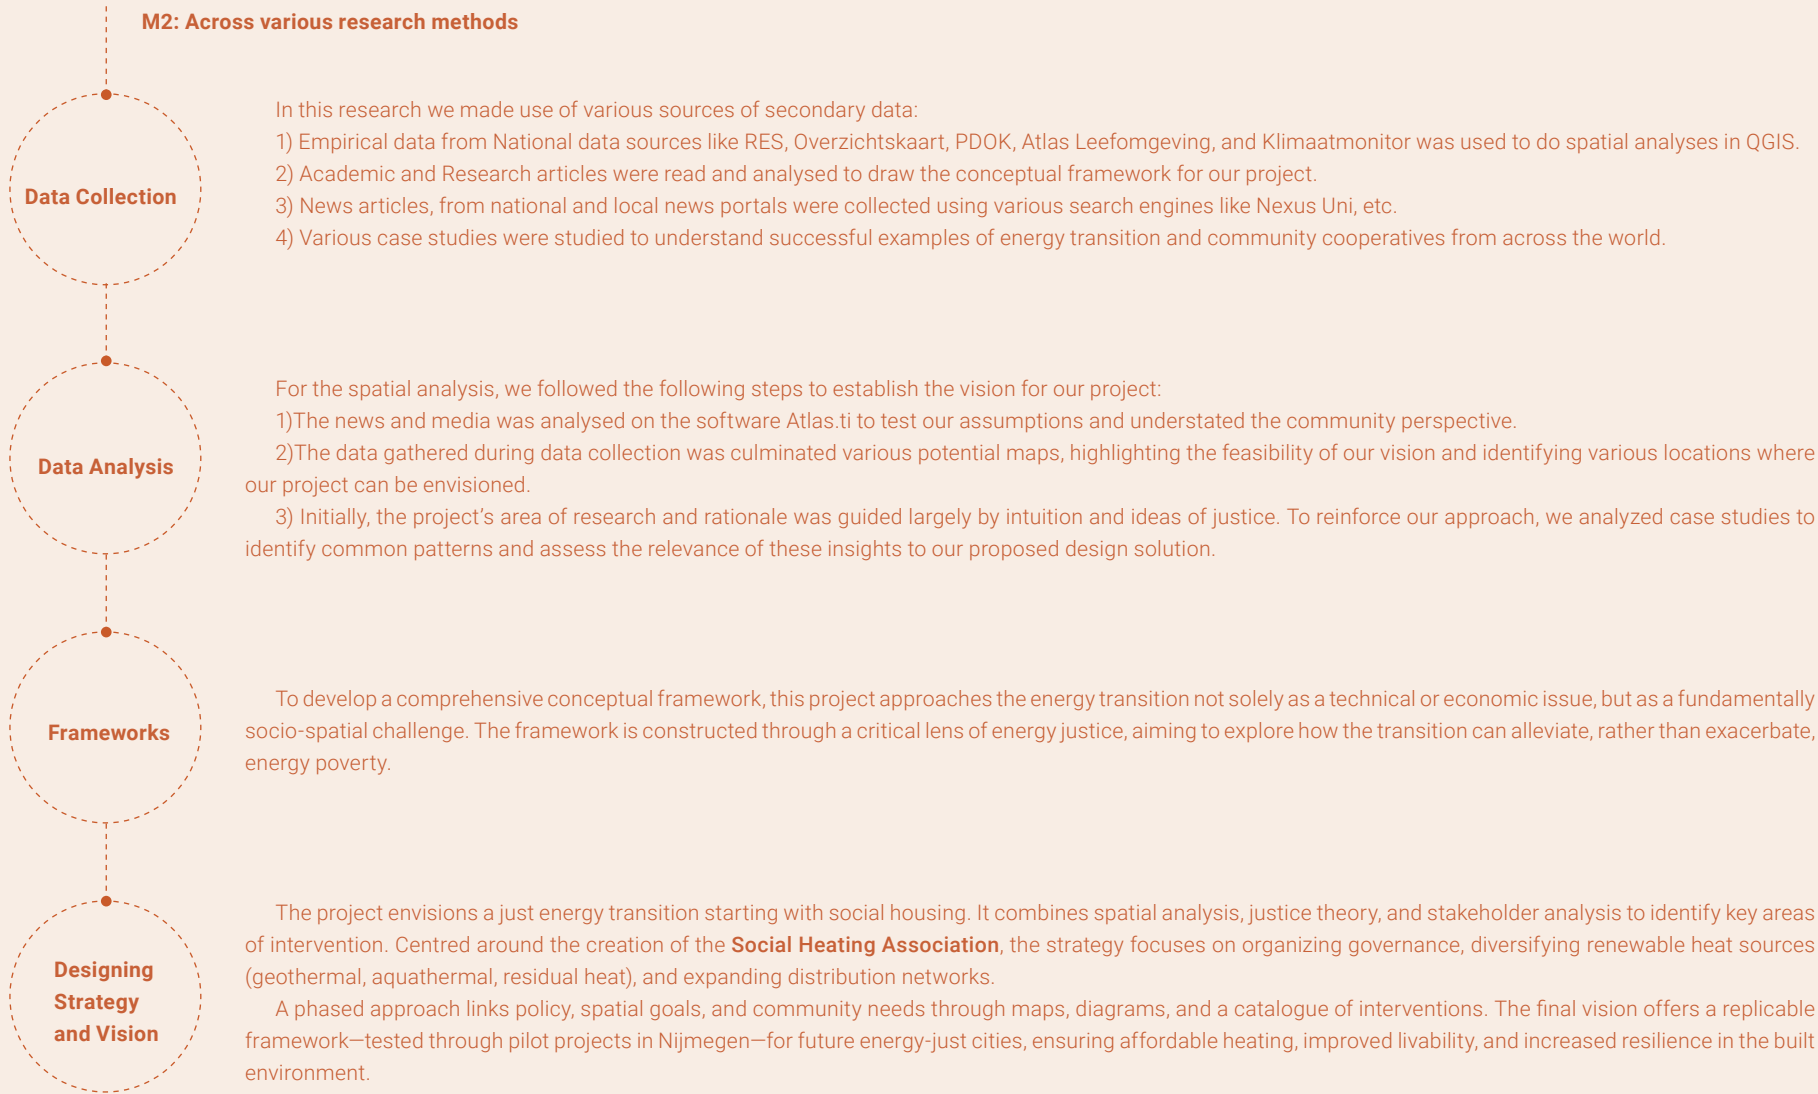 M2: Across various research methods
Data Collection
In this research we made use of various sources of secondary data:
1) Empirical data from National data sources like RES, Overzichtskaart, PDOK, Atlas Leefomgeving, and Klimaatmonitor was used to do spatial analyses in QGIS.
2) Academic and Research articles were read and analysed to draw the conceptual framework for our project.
3) News articles, from national and local news portals were collected using various search engines like Nexus Uni, etc.
4) Various case studies were studied to understand successful examples of energy transition and community cooperatives from across the world.
Data Analysis
For the spatial analysis, we followed the following steps to establish the vision for our project:
1)The news and media was analysed on the software Atlas.ti to test our assumptions and understated the community perspective.
2)The data gathered during data collection was culminated various potential maps, highlighting the feasibility of our vision and identifying various locations where
our project can be envisioned.
3) Initially, the project’s area of research and rationale was guided largely by intuition and ideas of justice. To reinforce our approach, we analyzed case studies to
identify common patterns and assess the relevance of these insights to our proposed design solution.
Frameworks
To develop a comprehensive conceptual framework, this project approaches the energy transition not solely as a technical or economic issue, but as a fundamentally
socio-spatial challenge. The framework is constructed through a critical lens of energy justice, aiming to explore how the transition can alleviate, rather than exacerbate,
energy poverty.
Designing
Strategy
and Vision
The project envisions a just energy transition starting with social housing. It combines spatial analysis, justice theory, and stakeholder analysis to identify key areas
of intervention. Centred around the creation of the Social Heating Association, the strategy focuses on organizing governance, diversifying renewable heat sources
(geothermal, aquathermal, residual heat), and expanding distribution networks.
A phased approach links policy, spatial goals, and community needs through maps, diagrams, and a catalogue of interventions. The final vision offers a replicable
framework—tested through pilot projects in Nijmegen—for future energy-just cities, ensuring affordable heating, improved livability, and increased resilience in the built
environment.